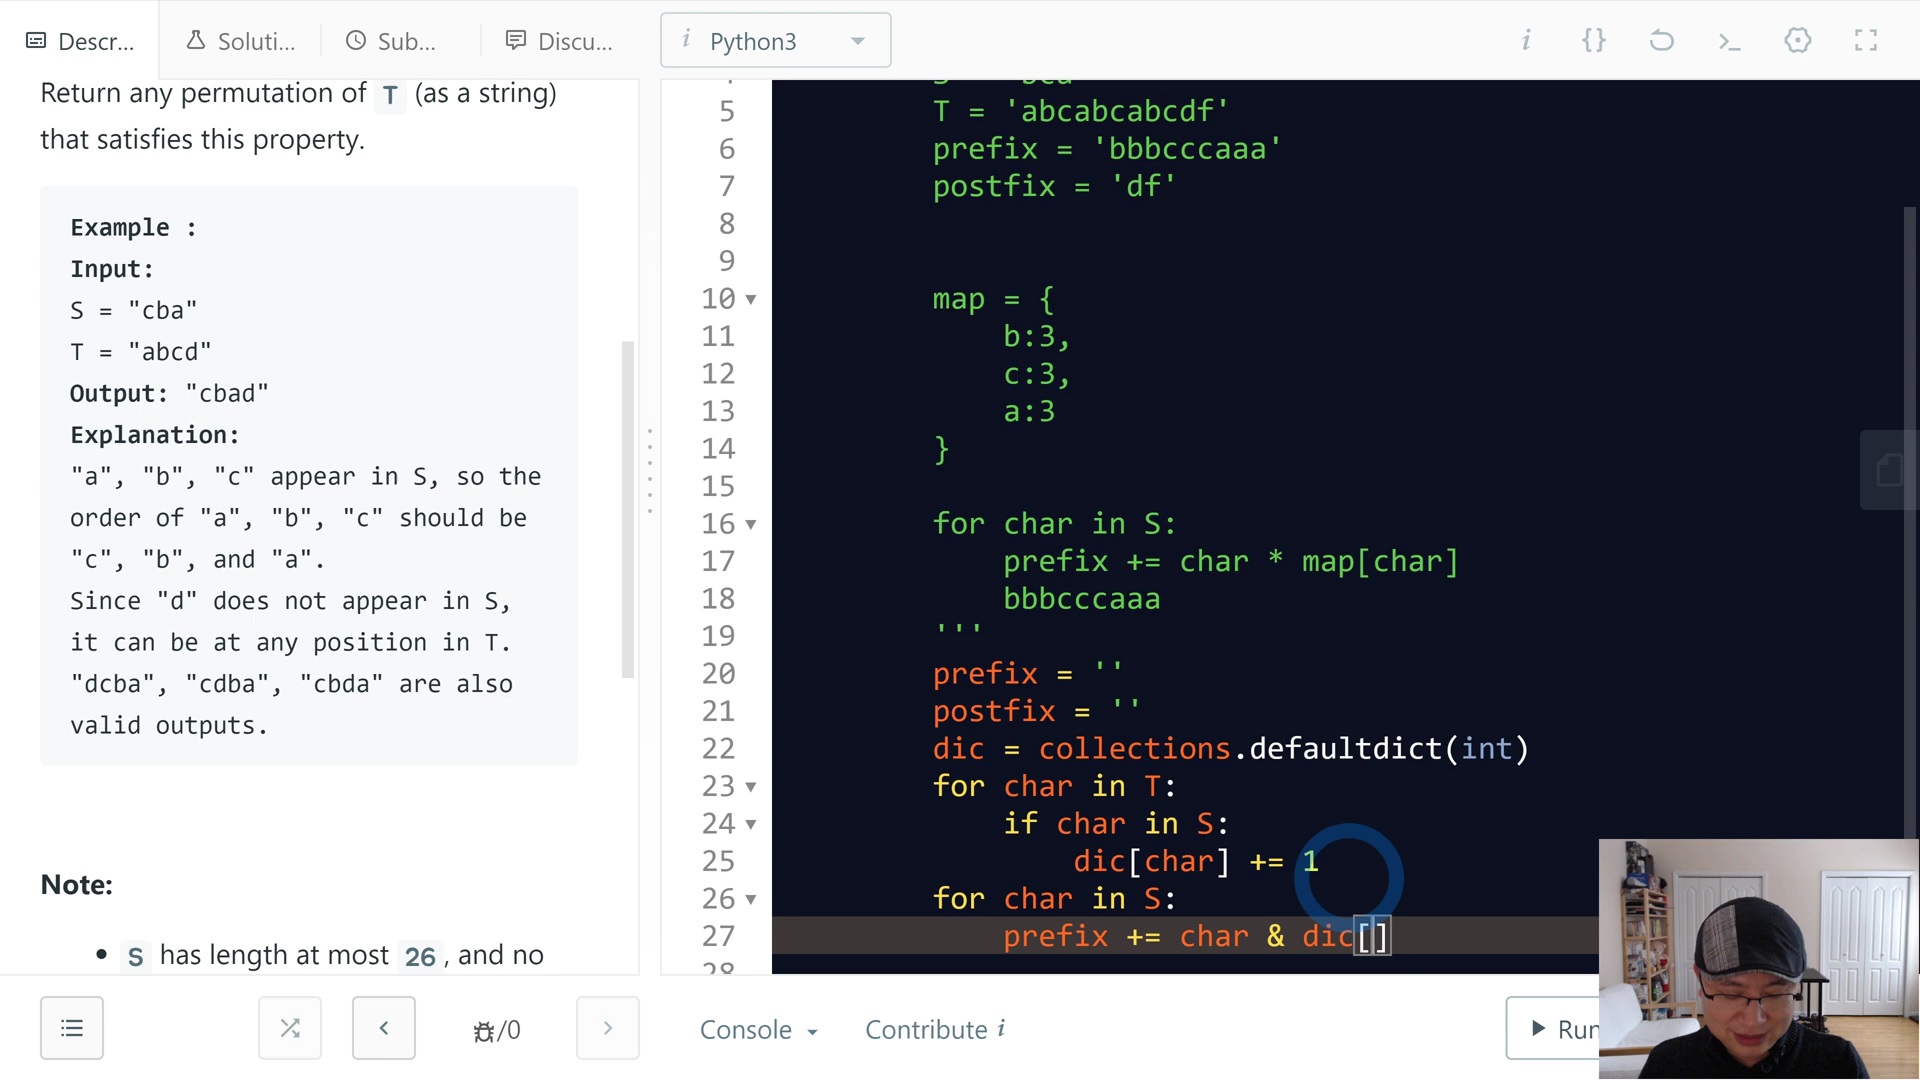 Descr...
Soluti...
Sub...
Discu...
i Python3
i {}
Return any permutation of T (as a string)
that satisfies this property.
Example :
Input:
S = "cba"
T = "abcd"
Output: "cbad"
Explanation:
"a", "b", "c" appear in S, so the
order of "a", "b", "c" should be
"c", "b", and "a".
Since "d" does not appear in S,
it can be at any position in T.
"dcba", "cdba", "cbda" are also
valid outputs.
Note:
• S has length at most 26, and no
5 T = 'abcabcabcdf'
6 prefix = 'bbbcccaaa'
7 postfix = 'df'
8
9
10 map = {
11 b:3,
12 c:3,
13 a:3
14 }
15
16 for char in S:
17 prefix += char * map[char]
18 bbbcccaaa
19 '''
20 prefix = ''
21 postfix = ''
22 dic = collections.defaultdict(int)
23 for char in T:
24 if char in S:
25 dic[char] += 1
26 for char in S:
27 prefix += char & dic[]
28
/0
Console
Contribute i
Run